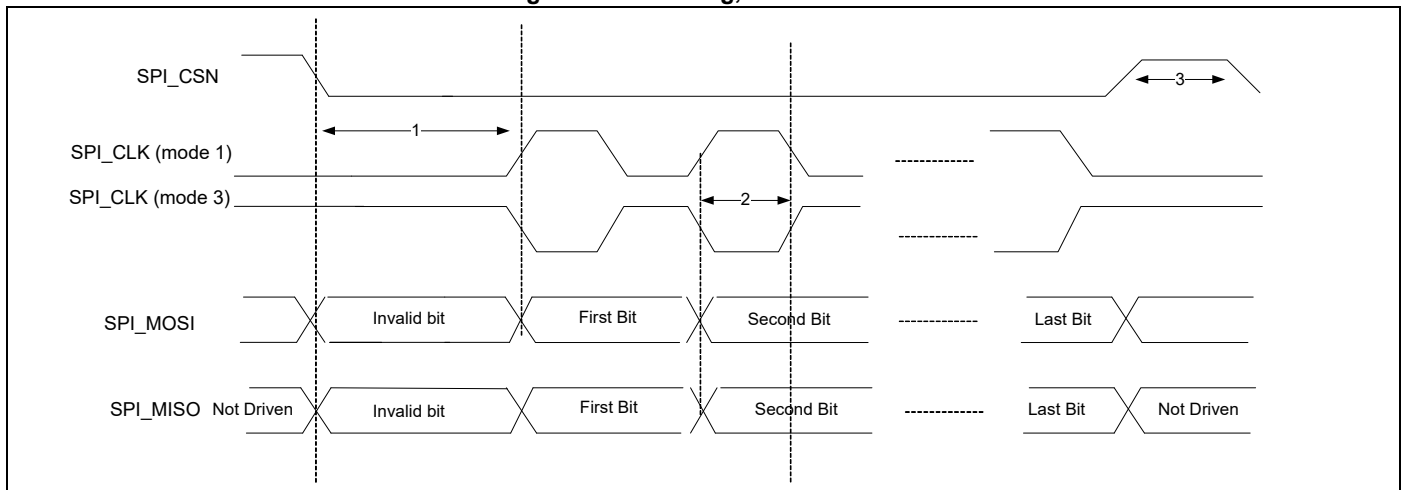 SPI_CSN
3
1
SPI_CLK (mode 1)
SPI_CLK (mode 3)
2
SPI_MOSI Invalid bit First Bit Second Bit Last Bit
SPI_MISO Not Driven Invalid bit First Bit Second Bit Last Bit Not Driven